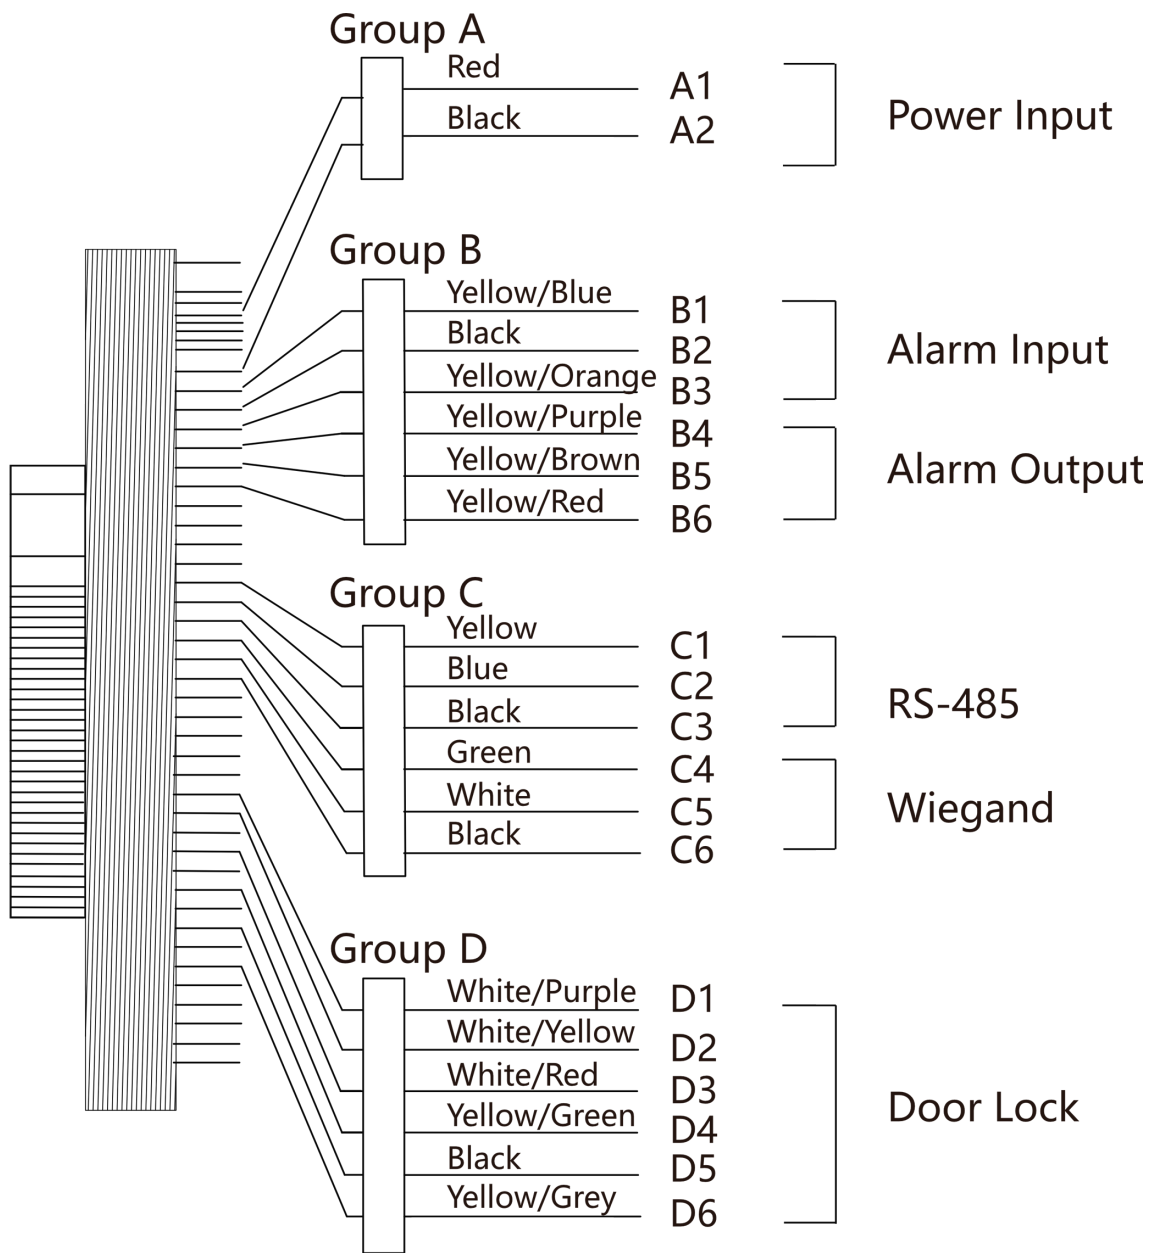 Group A
Red A1
Black A2
Power Input
Group B
Yellow/Blue B1
Black B2
Yellow/Orange B3
Alarm Input
Yellow/Purple B4
Yellow/Brown B5
Yellow/Red B6
Alarm Output
Group C
Yellow C1
Blue C2
Black C3
RS-485
Green C4
White C5
Black C6
Wiegand
Group D
White/Purple D1
White/Yellow D2
White/Red D3
Yellow/Green D4
Black D5
Yellow/Grey D6
Door Lock